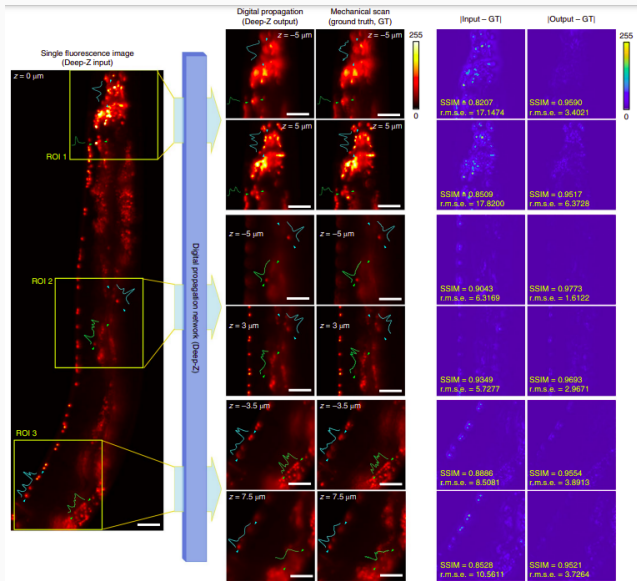 Single fluorescence image
(Deep-Z input)
Digital propagation
(Deep-Z output)
Mechanical scan
(ground truth, GT)
|Input – GT|
|Output – GT|
255
0
255
0
z = 0 µm
ROI 1
ROI 2
ROI 3
Digital propagation network (Deep-Z)
z = –5 µm
z = –5 µm
SSIM = 0.8207
r.m.s.e. = 17.1474
SSIM = 0.9590
r.m.s.e. = 3.4021
z = 5 µm
z = 5 µm
SSIM = 0.8509
r.m.s.e. = 17.8200
SSIM = 0.9517
r.m.s.e. = 6.3728
z = –5 µm
z = –5 µm
SSIM = 0.9043
r.m.s.e. = 6.3169
SSIM = 0.9773
r.m.s.e. = 1.6122
z = 3 µm
z = 3 µm
SSIM = 0.9349
r.m.s.e. = 5.7277
SSIM = 0.9693
r.m.s.e. = 2.9671
z = –3.5 µm
z = –3.5 µm
SSIM = 0.8886
r.m.s.e. = 8.5081
SSIM = 0.9554
r.m.s.e. = 3.8913
z = 7.5 µm
z = 7.5 µm
SSIM = 0.8528
r.m.s.e. = 10.5611
SSIM = 0.9521
r.m.s.e. = 3.7264